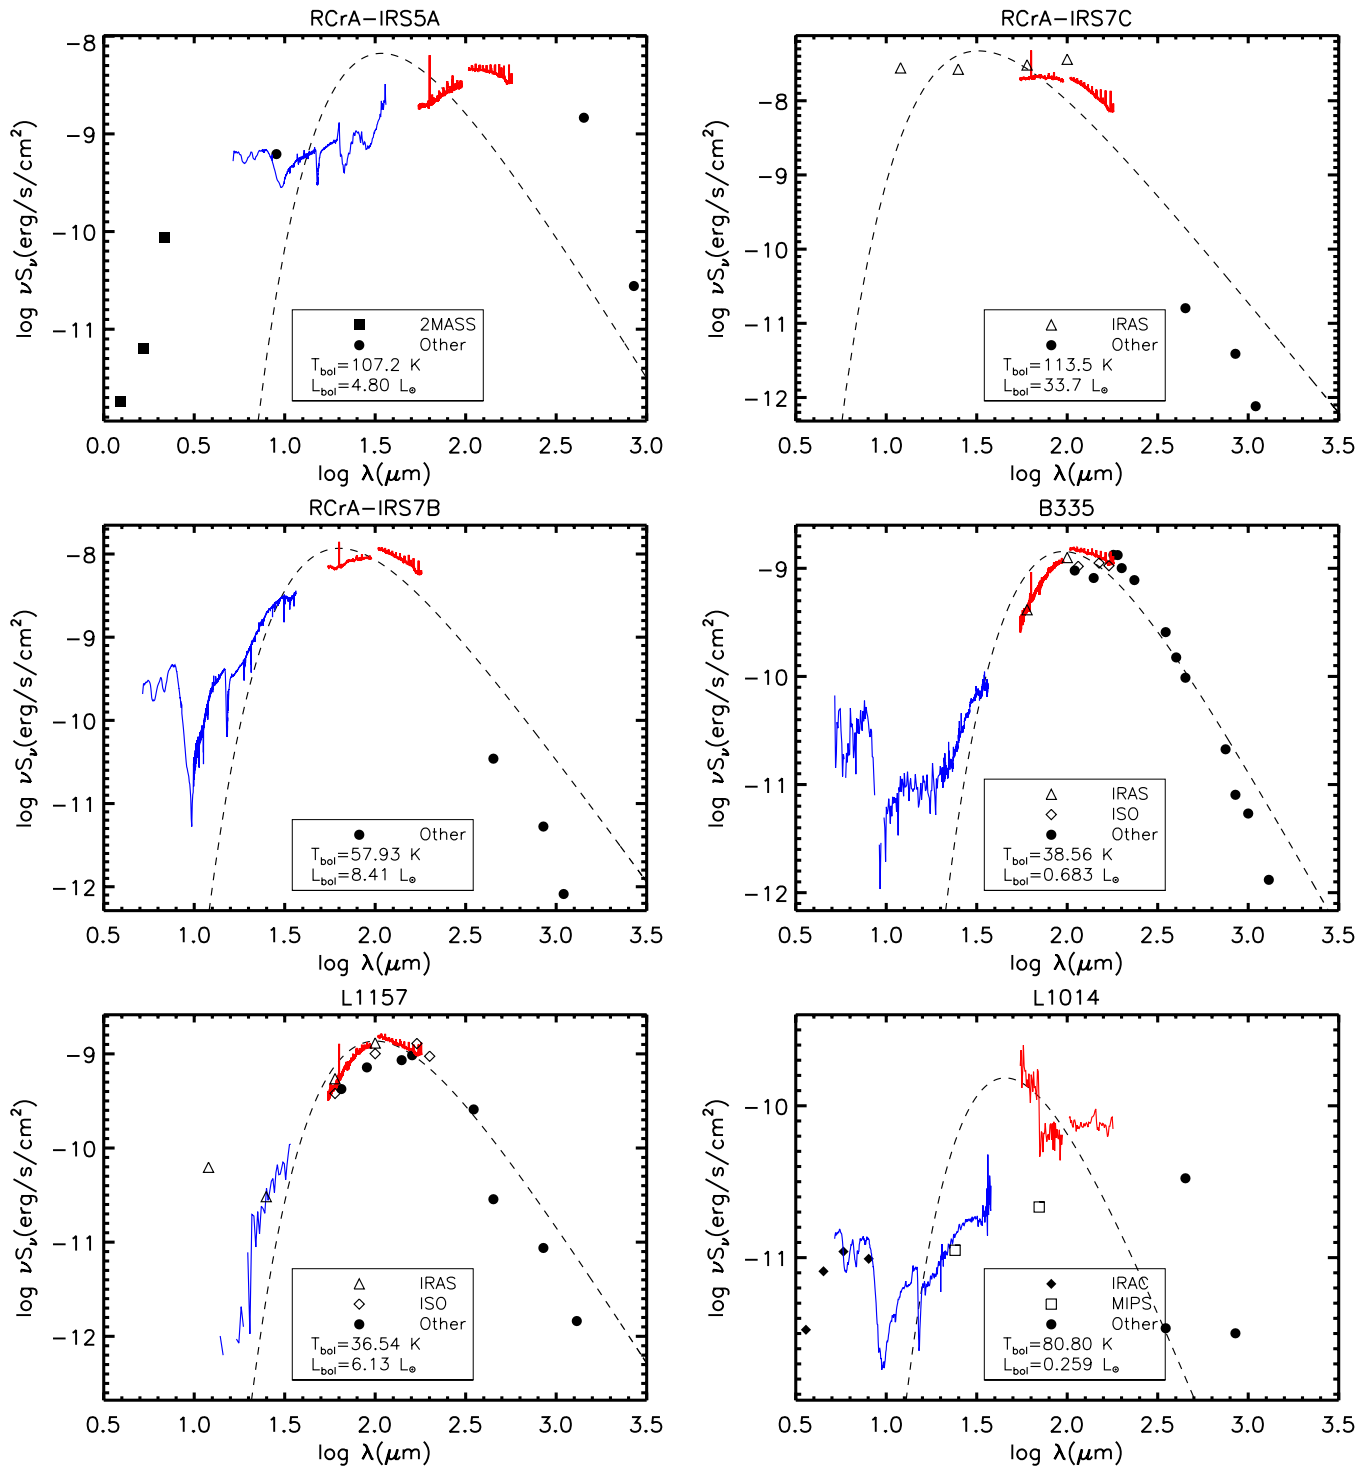 RCrA-IRS5A
-8
-9
-10
-11
log νSν(erg/s/cm²)
2MASS
Other
Tbol=107.2 K
Lbol=4.80 L⊙
0.0 0.5 1.0 1.5 2.0 2.5 3.0
log λ(μm)
RCrA-IRS7C
-8
-9
-10
-11
-12
log νSν(erg/s/cm²)
IRAS
Other
Tbol=113.5 K
Lbol=33.7 L⊙
0.5 1.0 1.5 2.0 2.5 3.0 3.5
log λ(μm)
RCrA-IRS7B
-8
-9
-10
-11
-12
log νSν(erg/s/cm²)
Other
Tbol=57.93 K
Lbol=8.41 L⊙
0.5 1.0 1.5 2.0 2.5 3.0 3.5
log λ(μm)
B335
-9
-10
-11
-12
log νSν(erg/s/cm²)
IRAS
ISO
Other
Tbol=38.56 K
Lbol=0.683 L⊙
0.5 1.0 1.5 2.0 2.5 3.0 3.5
log λ(μm)
L1157
-9
-10
-11
-12
log νSν(erg/s/cm²)
IRAS
ISO
Other
Tbol=36.54 K
Lbol=6.13 L⊙
0.5 1.0 1.5 2.0 2.5 3.0 3.5
log λ(μm)
L1014
-10
-11
log νSν(erg/s/cm²)
IRAC
MIPS
Other
Tbol=80.80 K
Lbol=0.259 L⊙
0.5 1.0 1.5 2.0 2.5 3.0 3.5
log λ(μm)